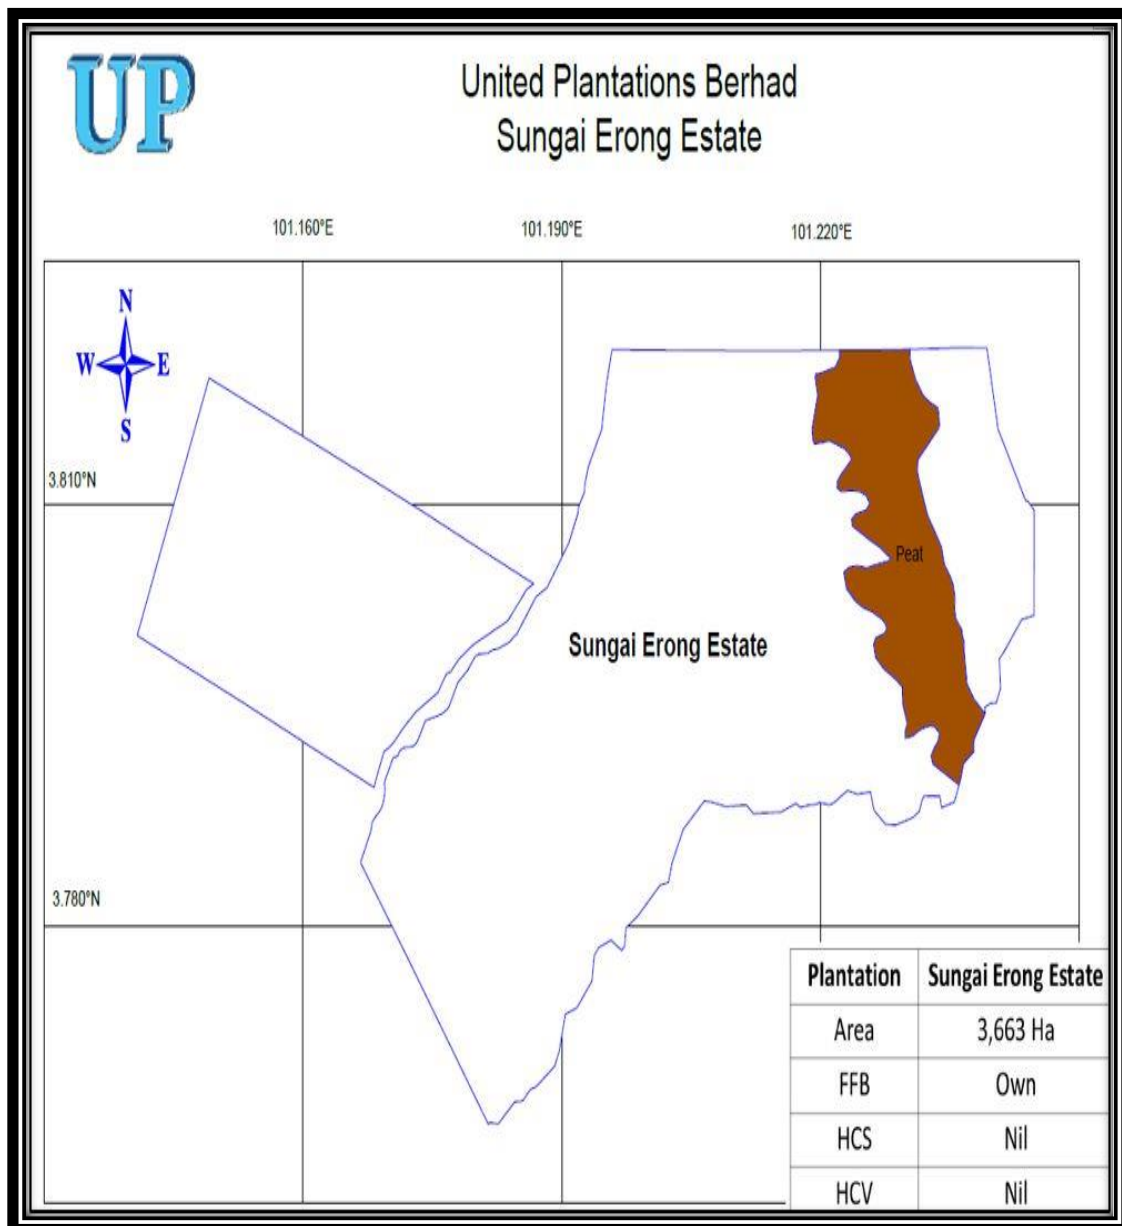 UP
United Plantations Berhad
Sungai Erong Estate
101.160°E 101.190°E 101.220°E
N
W E
S
3.810°N
Peat
Sungai Erong Estate
3.780°N
Plantation Sungai Erong Estate
Area 3,663 Ha
FFB Own
HCS Nil
HCV Nil